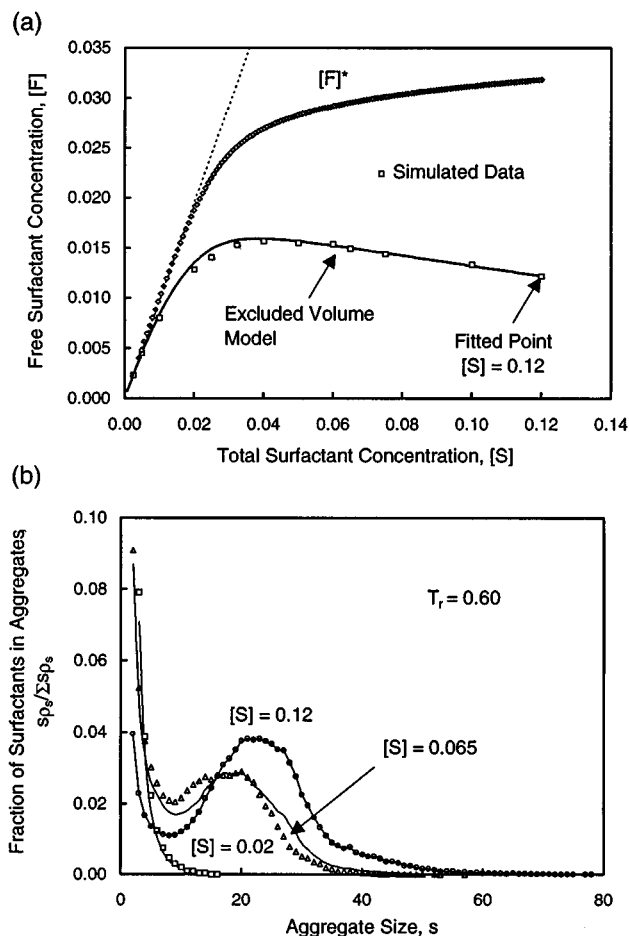 (a)
0.035
0.030
0.025
0.020
0.015
0.010
0.005
0.000
Free Surfactant Concentration, [F]
[F]*
Simulated Data
Excluded Volume
Model
Fitted Point
[S] = 0.12
0.00 0.02 0.04 0.06 0.08 0.10 0.12 0.14
Total Surfactant Concentration, [S]
(b)
0.10
0.08
0.06
0.04
0.02
0.00
Fraction of Surfactants in Aggregates
sρₛ/Σsρₛ
Tᵣ = 0.60
[S] = 0.12
[S] = 0.065
[S] = 0.02
0 20 40 60 80
Aggregate Size, s